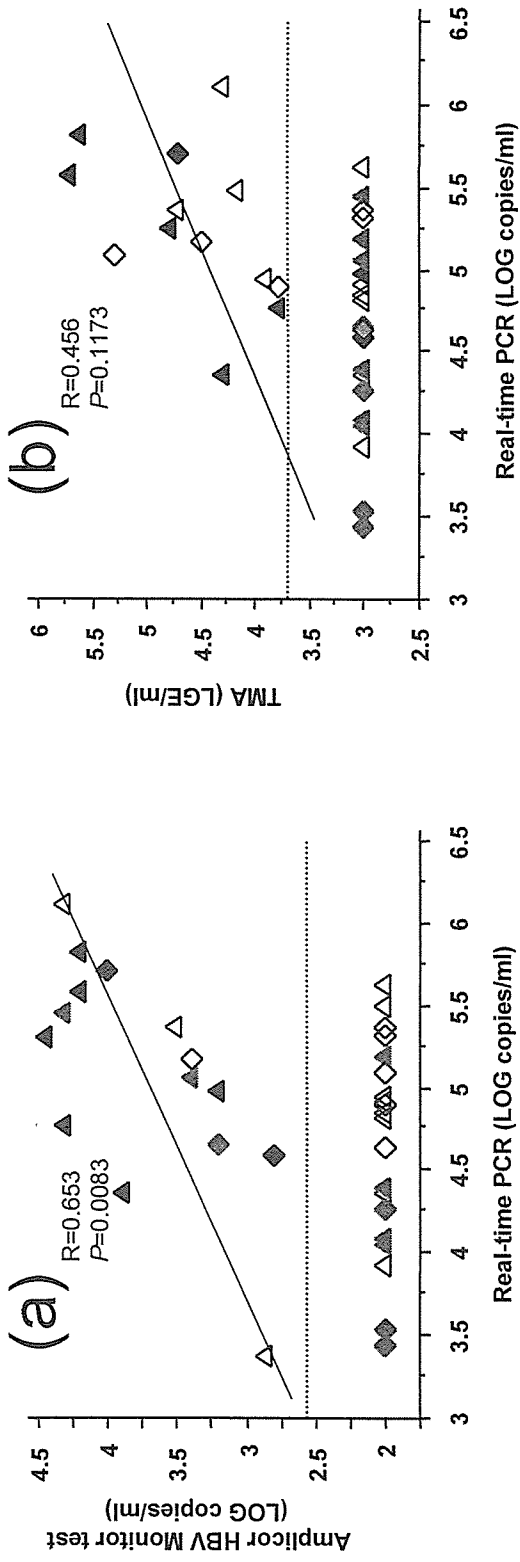 (a)
R=0.653
P=0.0083
Amplicor HBV Monitor test
(LOG copies/ml)
4.5
4
3.5
3
2.5
2
3
3.5
4
4.5
5
5.5
6
6.5
Real-time PCR (LOG copies/ml)
(b)
R=0.456
P=0.1173
TMA (LGE/ml)
6
5.5
5
4.5
4
3.5
3
2.5
3
3.5
4
4.5
5
5.5
6
6.5
Real-time PCR (LOG copies/ml)